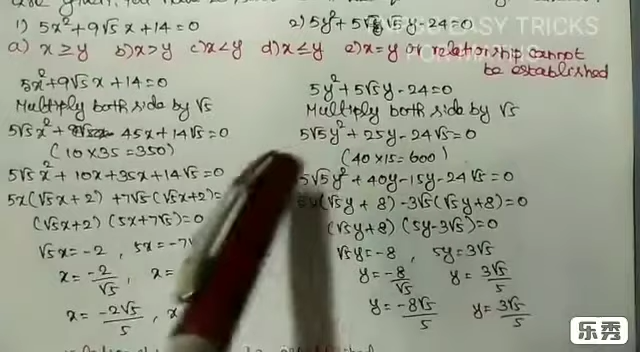 1) 5x²+9√5 x+14=0 2) 5y²+5√5y-24=0
EASY TRICKS
a) x≥y b) x>y c) x<y d) x≤y e) x=y or relationship cannot
be established
5x²+9√5x+14=0
Multiply both side by √5
5√5x²+ 45x+14√5=0
(10×35=350)
5√5x²+10x+35x+14√5=0
5x(√5x+2)+7√5(√5x+2)=
(√5x+2)(5x+7√5)=0
√5x=-2, 5x=-7
x=-2/√5, x=
x=-2√5/5, x
5y²+5√5y-24=0
Multiply both side by √5
5√5y²+25y-24√5=0
(40×15=600)
5√5y²+40y-15y-24√5=0
(√5y+8)-3√5(√5y+8)=0
(√5y+8)(5y-3√5)=0
√5y=-8, 5y=3√5
y=-8/√5 y=3√5/5
y=-8√5/5 y=3√5/5
乐秀